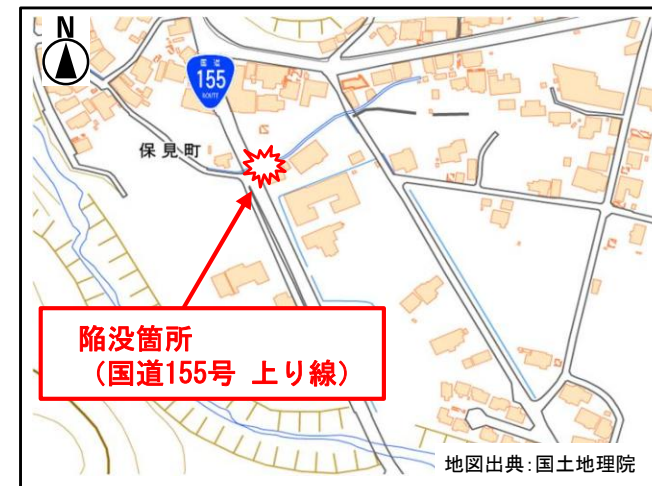 N
国道
155
ROUTE
保見町
陥没箇所
（国道155号 上り線）
地図出典：国土地理院